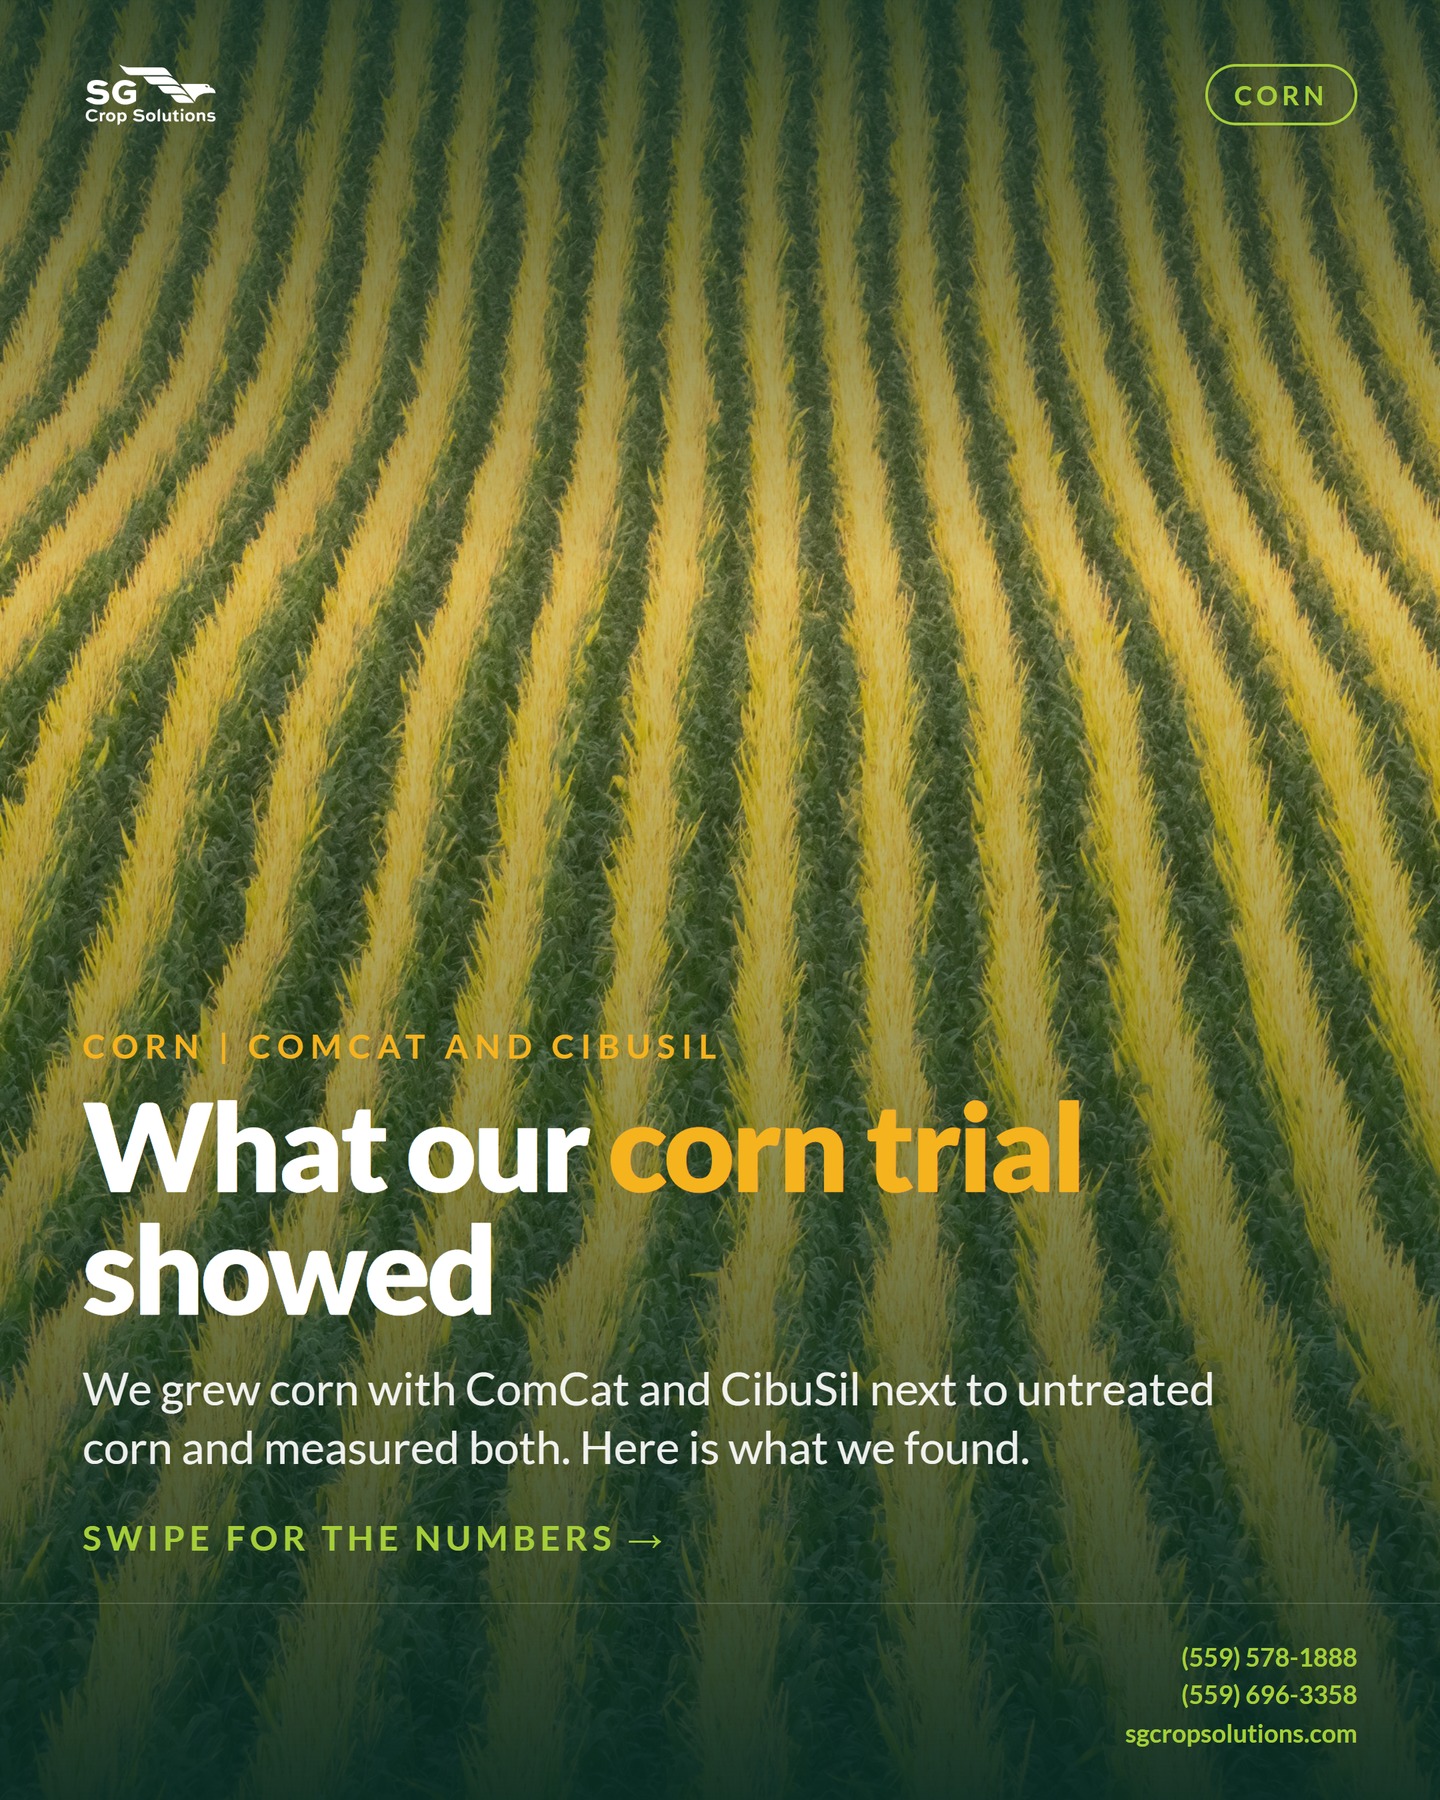 SG
Crop Solutions
CORN
CORN | COMCAT AND CIBUSIL
What our corn trial
showed
We grew corn with ComCat and CibuSil next to untreated
corn and measured both. Here is what we found.
SWIPE FOR THE NUMBERS →
(559) 578-1888
(559) 696-3358
sgcropsolutions.com